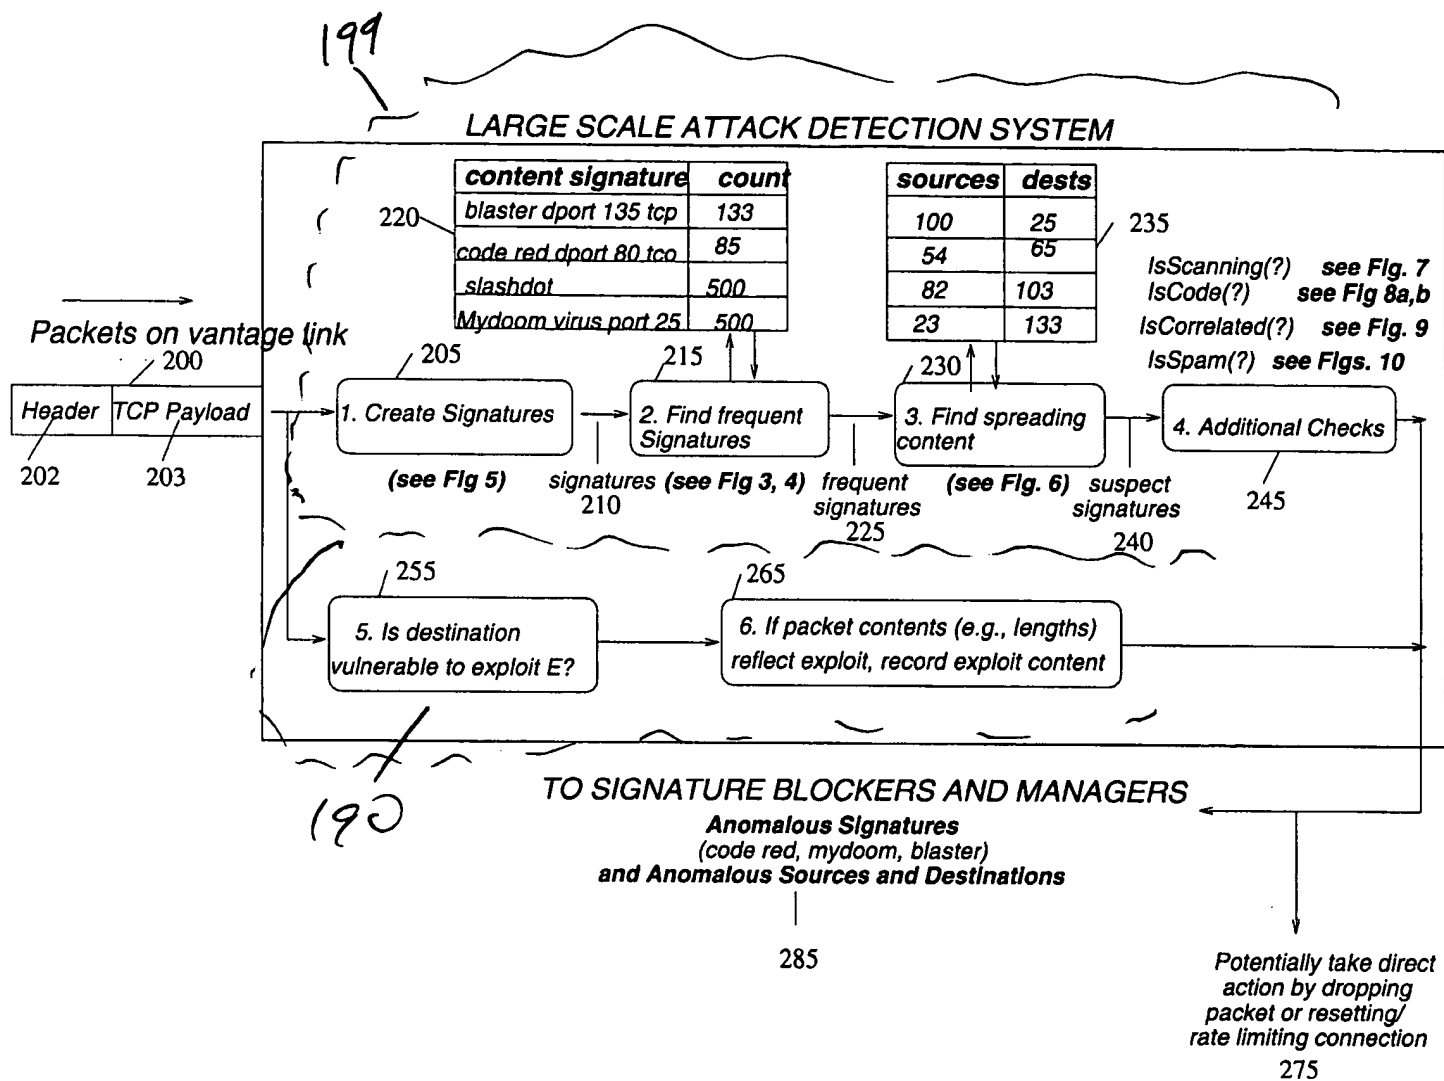 199
LARGE SCALE ATTACK DETECTION SYSTEM
content signature count
blaster dport 135 tcp 133
code red dport 80 tco 85
slashdot 500
Mydoom virus port 25 500
220
sources dests
100 25
54 65
82 103
23 133
235
IsScanning(?) see Fig. 7
IsCode(?) see Fig 8a,b
IsCorrelated(?) see Fig. 9
IsSpam(?) see Figs. 10
Packets on vantage link
200
Header TCP Payload
202 203
205
1. Create Signatures
(see Fig 5)
signatures
210
215
2. Find frequent
Signatures
(see Fig 3, 4)
frequent
signatures
225
230
3. Find spreading
content
(see Fig. 6)
suspect
signatures
240
4. Additional Checks
245
255
5. Is destination
vulnerable to exploit E?
265
6. If packet contents (e.g., lengths)
reflect exploit, record exploit content
190
TO SIGNATURE BLOCKERS AND MANAGERS
Anomalous Signatures
(code red, mydoom, blaster)
and Anomalous Sources and Destinations
285
Potentially take direct
action by dropping
packet or resetting/
rate limiting connection
275